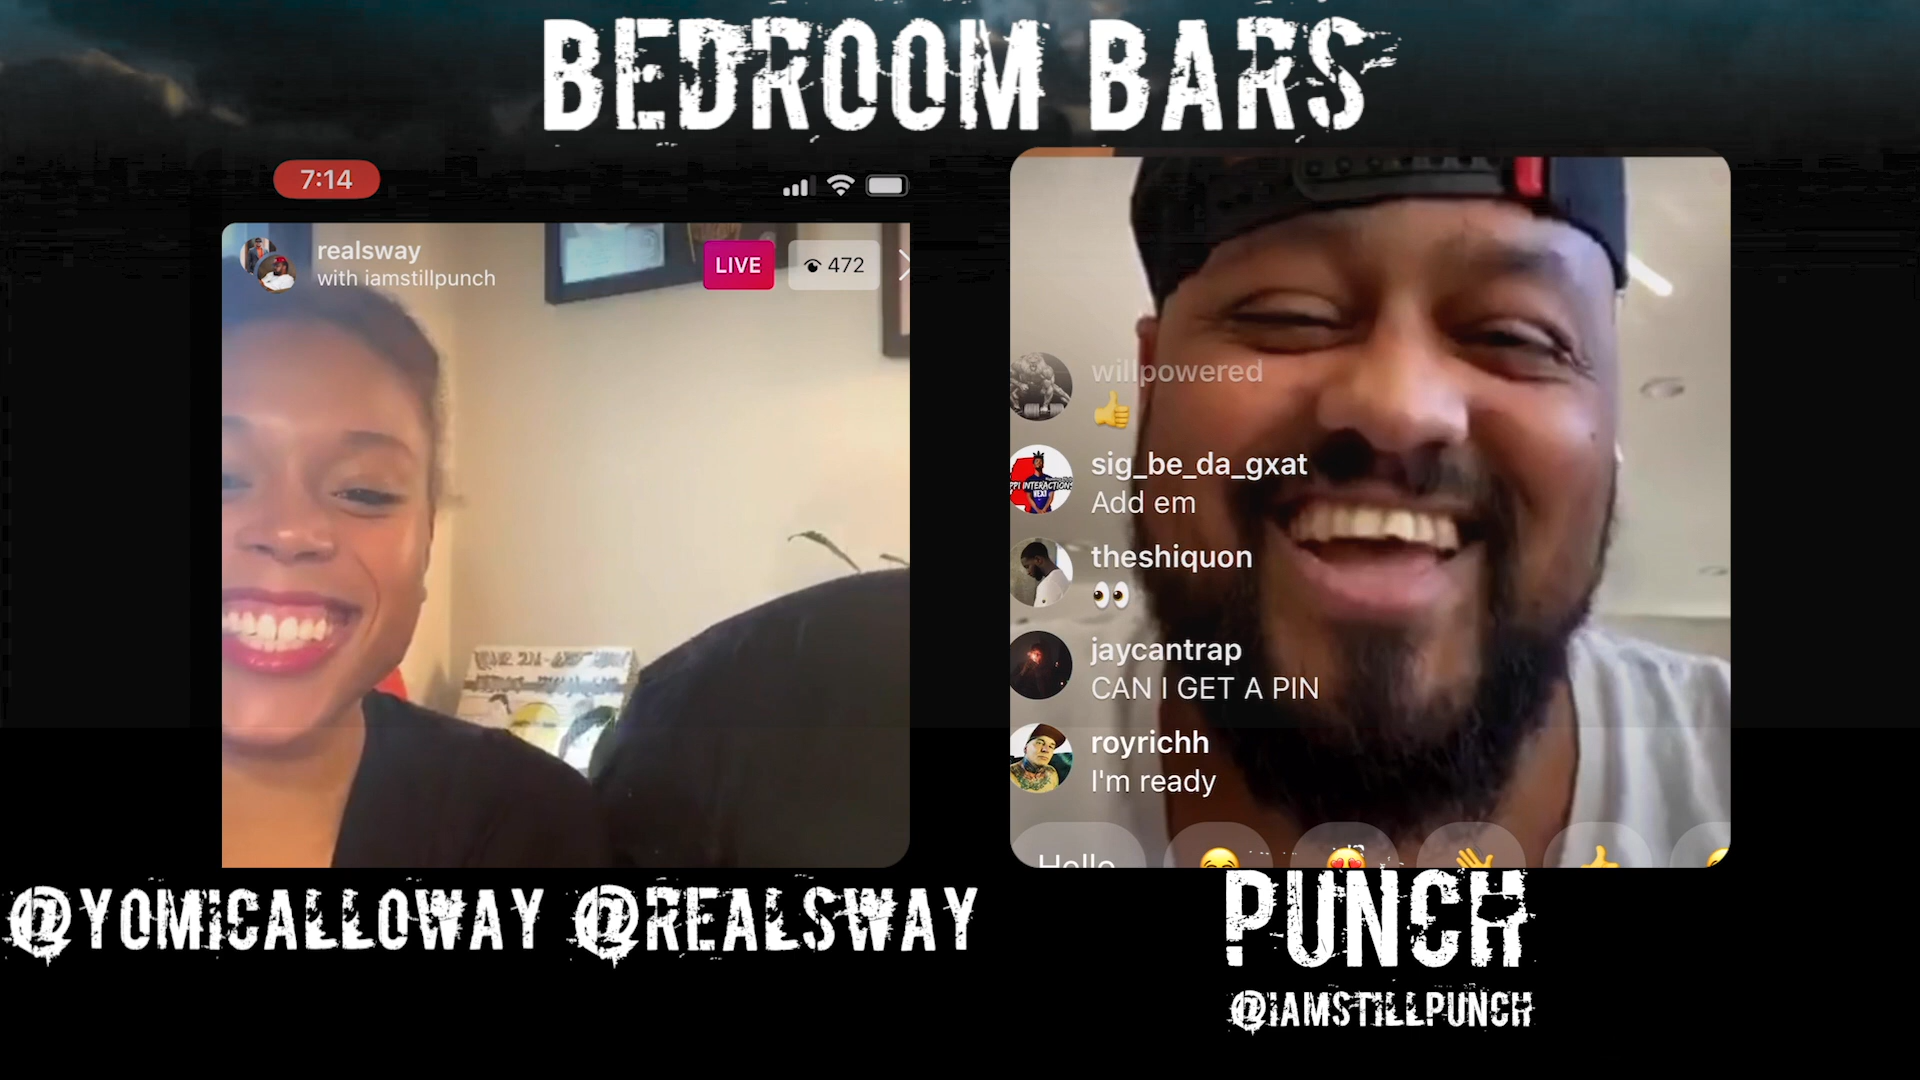 BEDROOM BARS
7:14
realsway
with iamstillpunch
LIVE
472
willpowered
👍
sig_be_da_gxat
Add em
theshiquon
👀
jaycantrap
CAN I GET A PIN
royrichh
I'm ready
Hello
@YOMICALLOWAY @REALSWAY
PUNCH
@IAMSTILLPUNCH